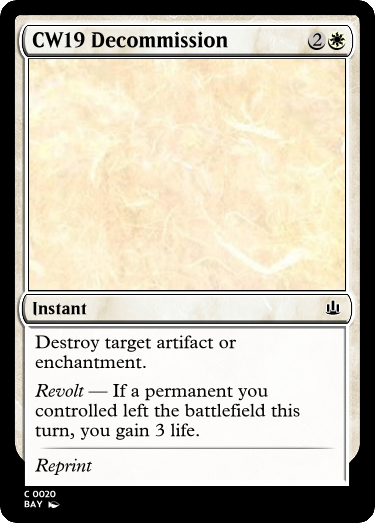 CW19 Decommission 2
Instant
Destroy target artifact or
enchantment.
Revolt — If a permanent you
controlled left the battlefield this
turn, you gain 3 life.
Reprint
C 0020
BAY